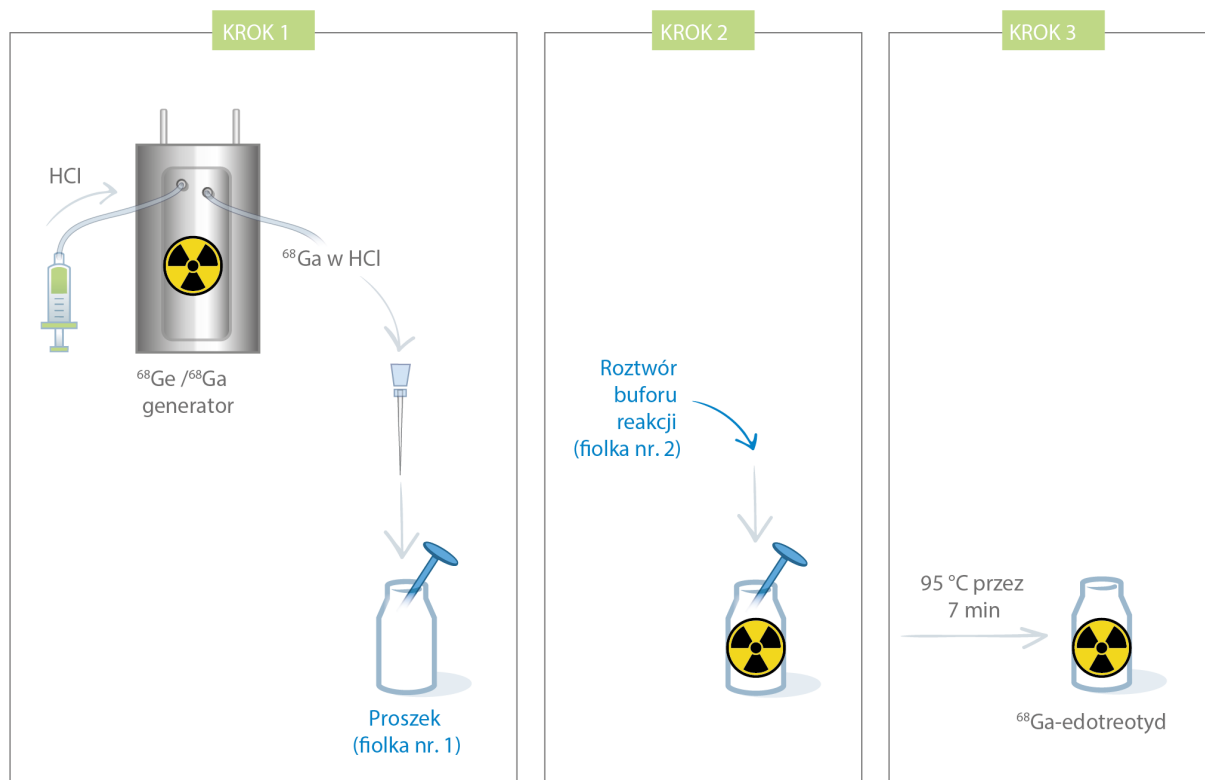 KROK 1
HCl
⁶⁸Ga w HCl
⁶⁸Ge /⁶⁸Ga
generator
Proszek
(fiolka nr. 1)
KROK 2
Roztwór
buforu
reakcji
(fiolka nr. 2)
KROK 3
95 °C przez
7 min
⁶⁸Ga-edotreotyd